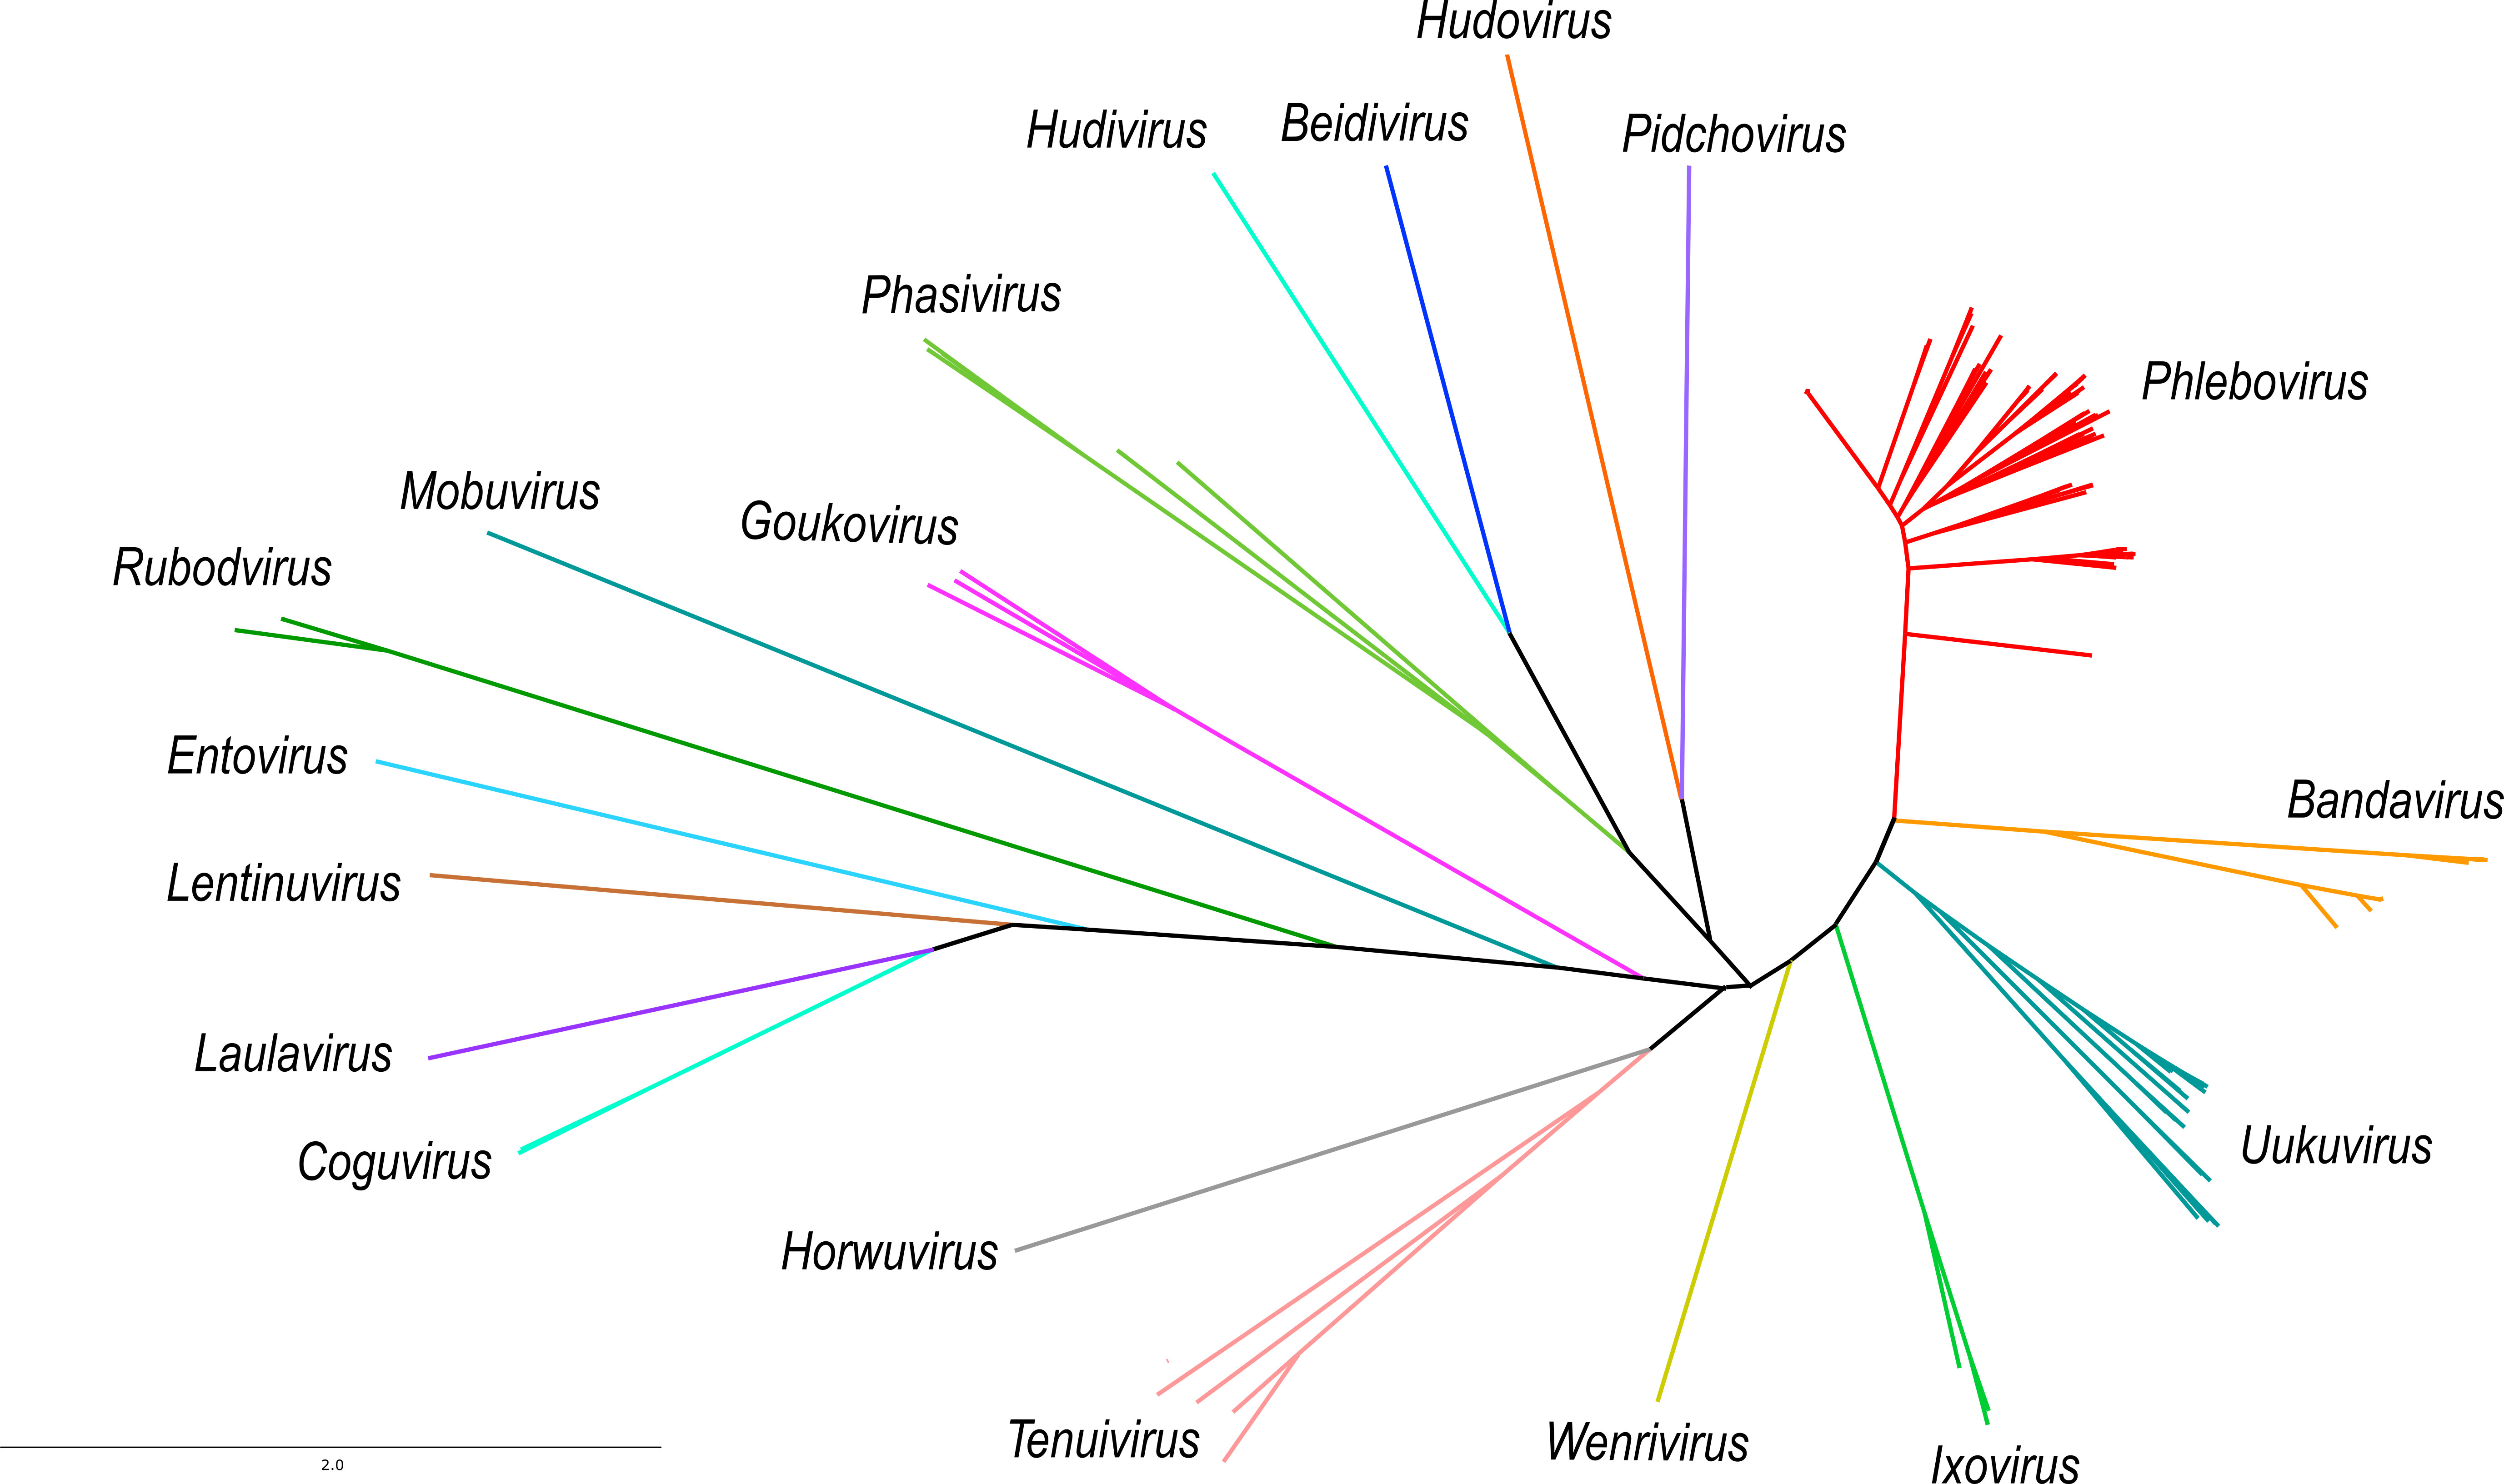 Hudovirus
Hudivirus
Beidivirus
Pidchovirus
Phasivirus
Phlebovirus
Mobuvirus
Goukovirus
Rubodvirus
Entovirus
Bandavirus
Lentinuvirus
Laulavirus
Coguvirus
Uukuvirus
Horwuvirus
Tenuivirus
Wenrivirus
Ixovirus
2.0